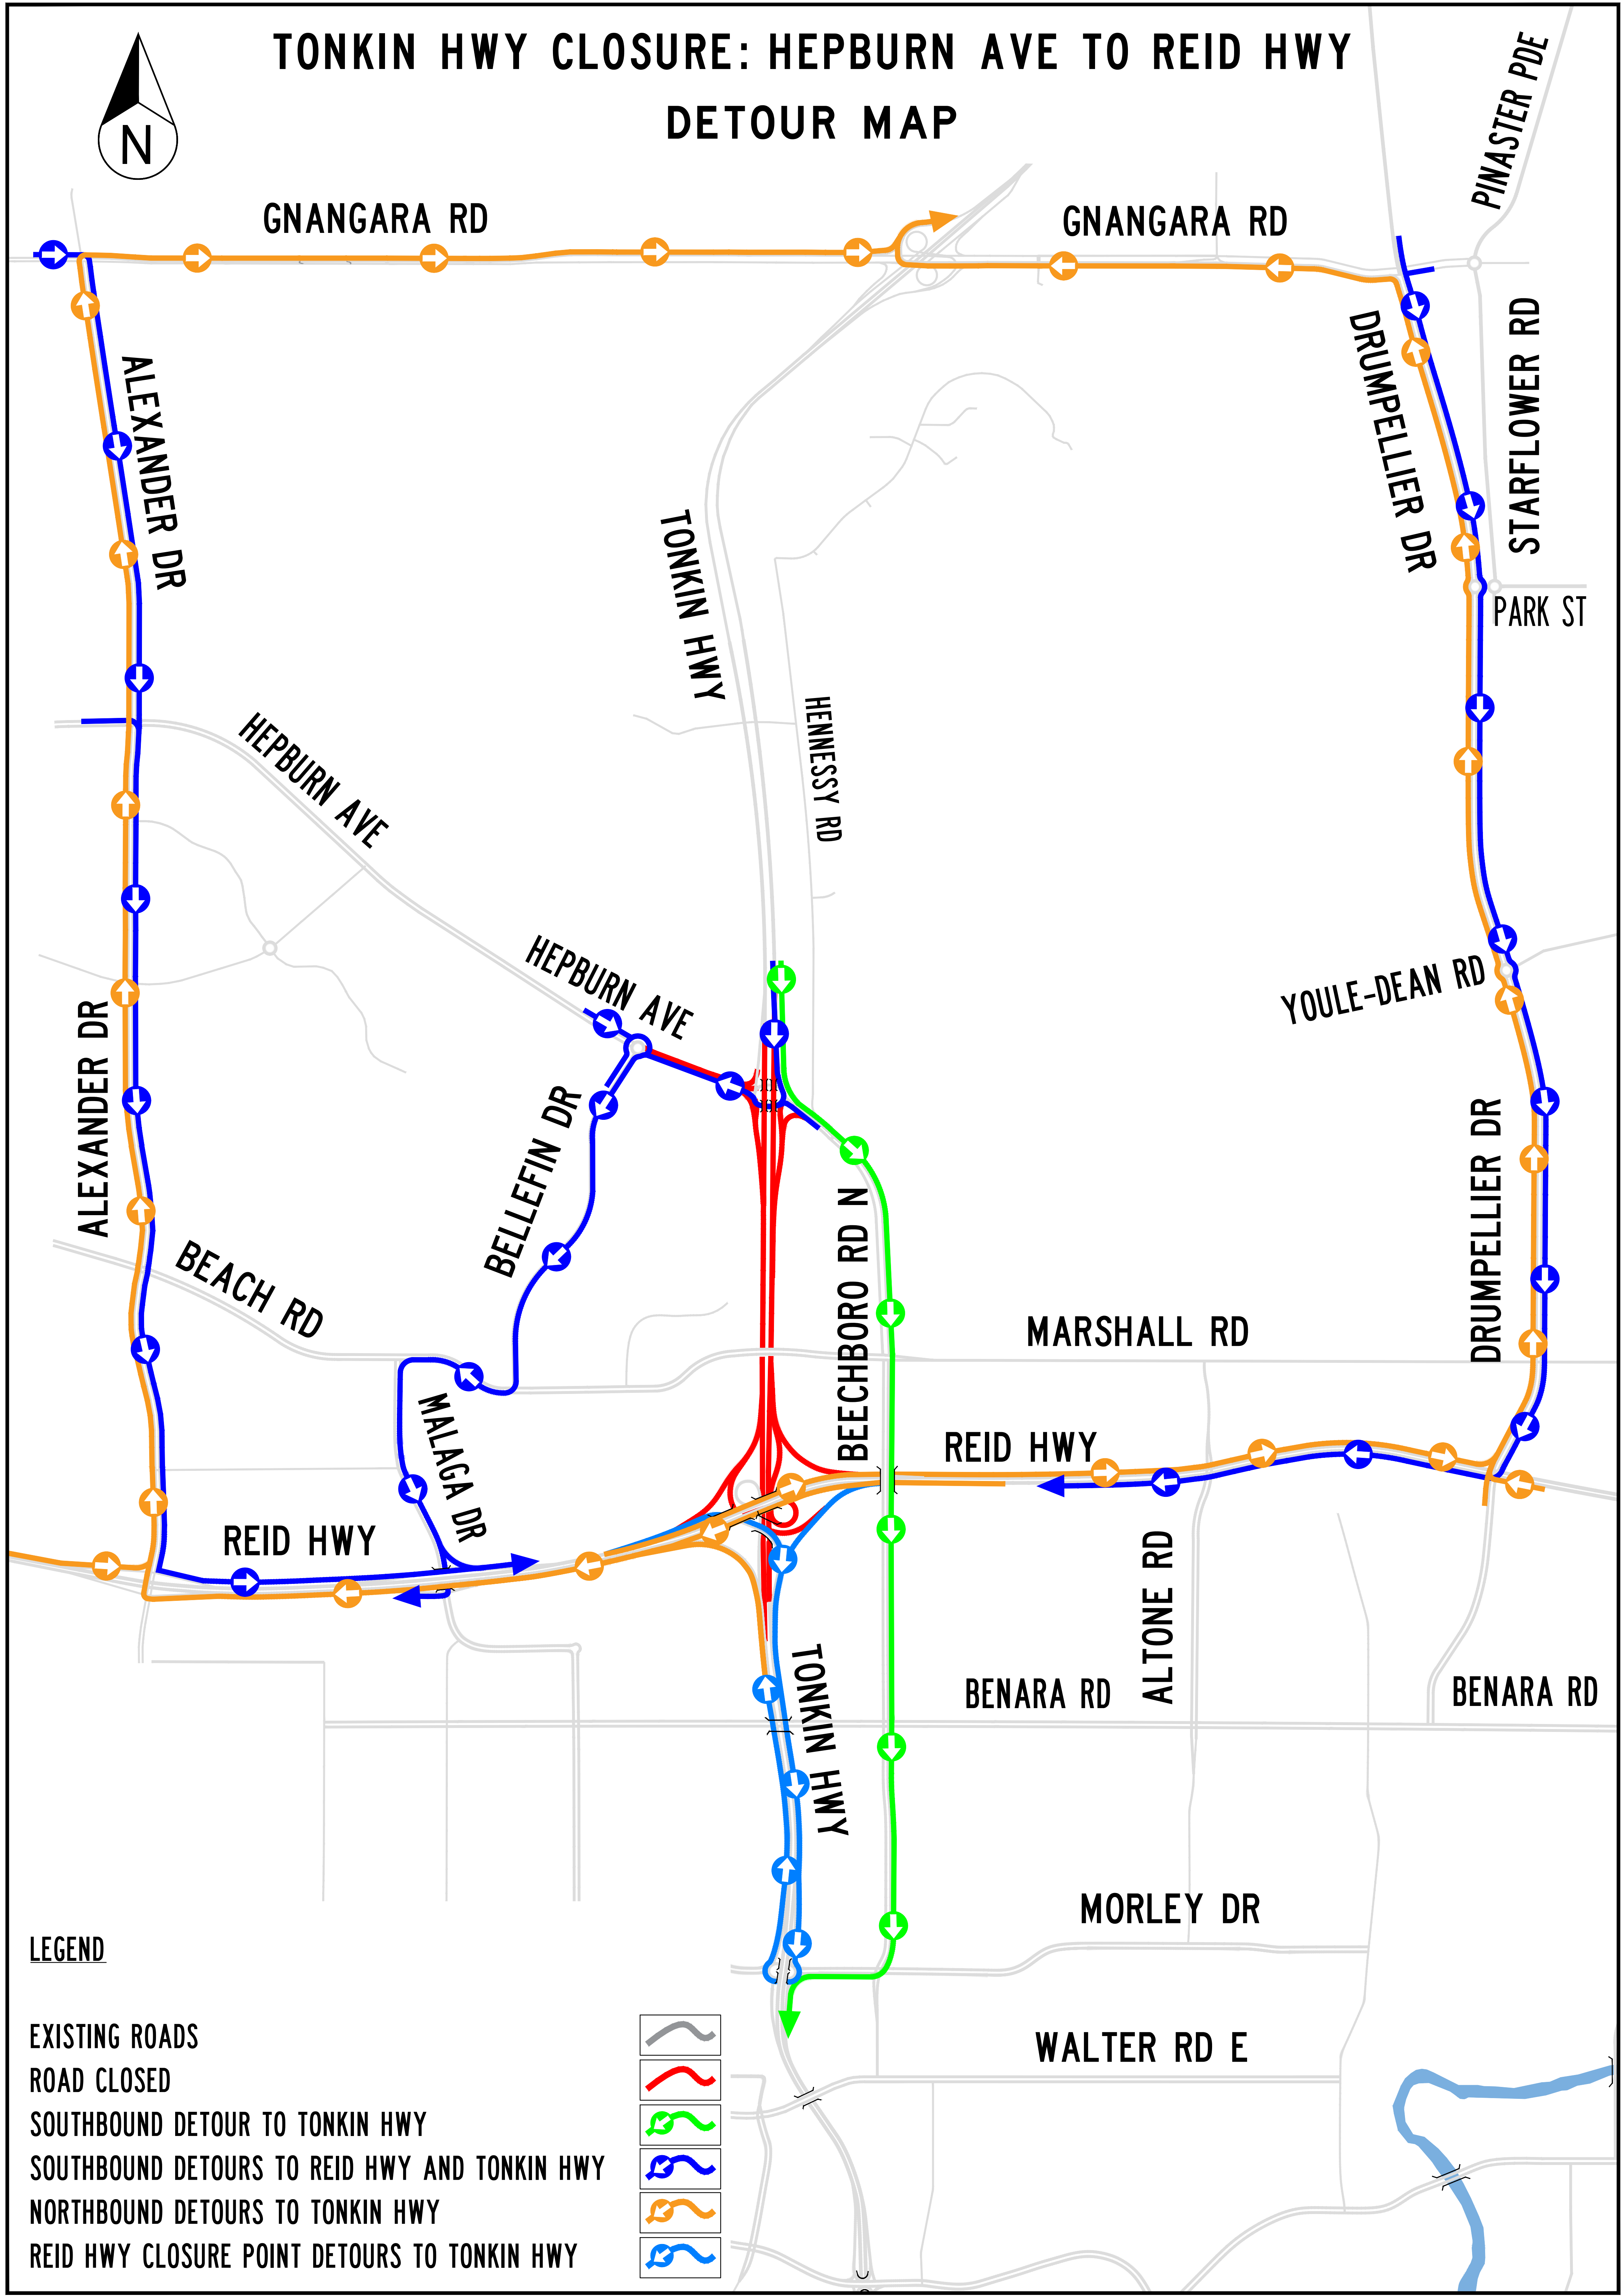 TONKIN HWY CLOSURE: HEPBURN AVE TO REID HWY
DETOUR MAP
N
PINASTER PDE
GNANGARA RD
GNANGARA RD
ALEXANDER DR
DRUMPELLIER DR
STARFLOWER RD
TONKIN HWY
PARK ST
HENNESSY RD
HEPBURN AVE
HEPBURN AVE
YOULE-DEAN RD
ALEXANDER DR
BELLEFIN DR
DRUMPELLIER DR
BEECHBORO RD N
BEACH RD
MARSHALL RD
MALAGA DR
REID HWY
REID HWY
ALTONE RD
TONKIN HWY
BENARA RD
BENARA RD
MORLEY DR
WALTER RD E
LEGEND
EXISTING ROADS
ROAD CLOSED
SOUTHBOUND DETOUR TO TONKIN HWY
SOUTHBOUND DETOURS TO REID HWY AND TONKIN HWY
NORTHBOUND DETOURS TO TONKIN HWY
REID HWY CLOSURE POINT DETOURS TO TONKIN HWY